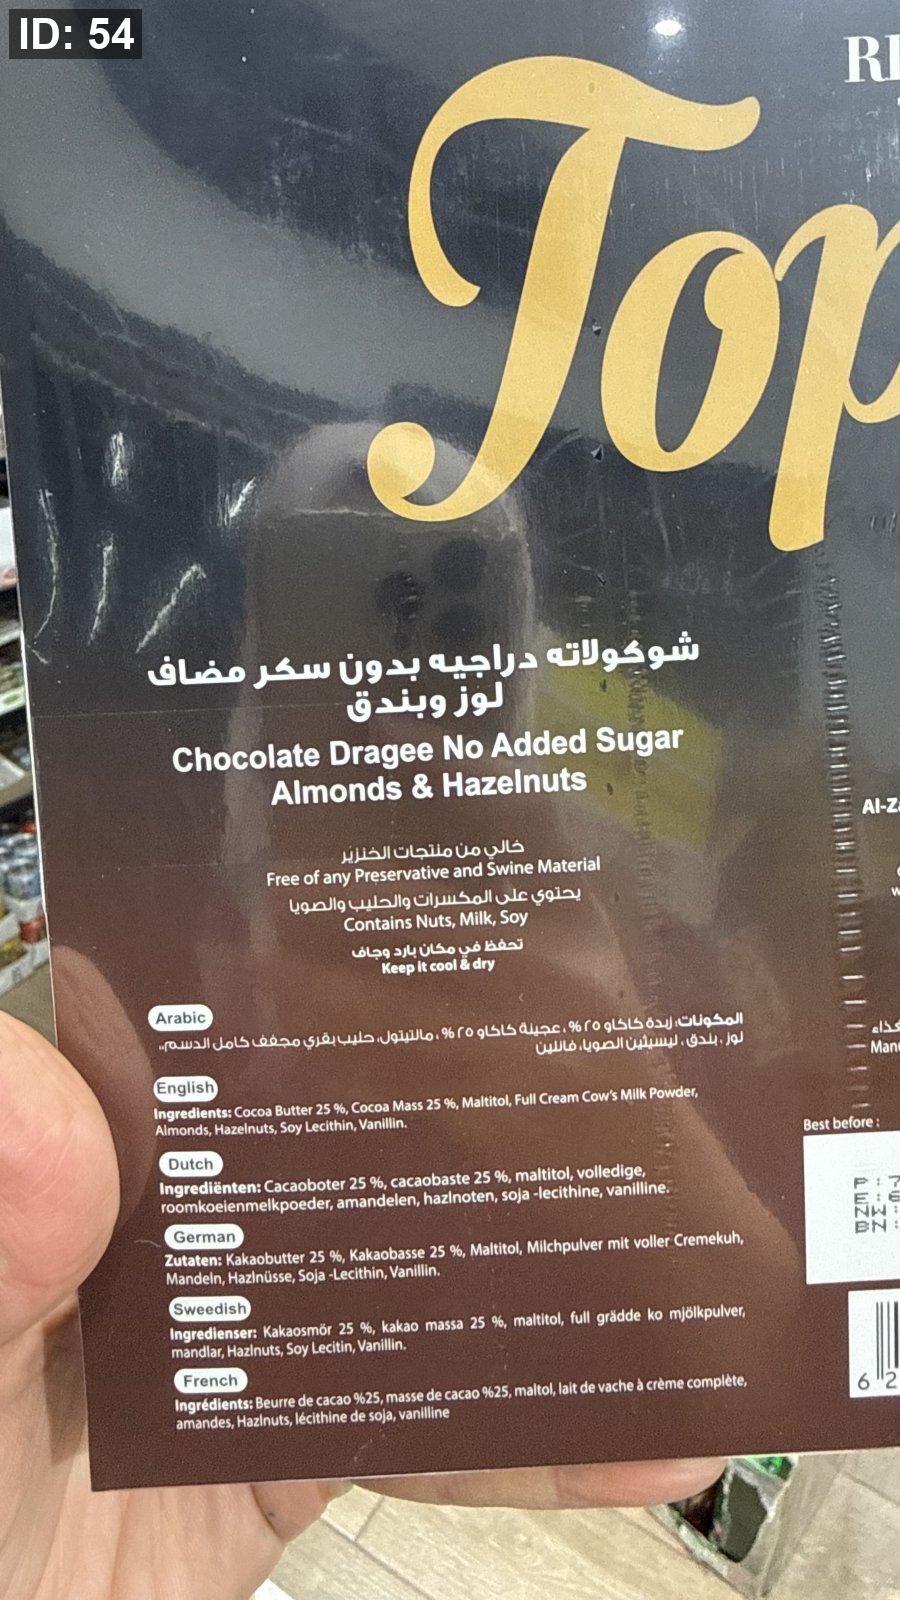 ID: 54
Top
شوكولاته دراجيه بدون سكر مضاف
لوز وبندق
Chocolate Dragee No Added Sugar
Almonds & Hazelnuts
خالي من منتجات الخنزير
Free of any Preservative and Swine Material
يحتوي على المكسرات والحليب والصويا
Contains Nuts, Milk, Soy
تحفظ في مكان بارد وجاف
Keep it cool & dry
Arabic
المكونات: زبدة كاكاو ٢٥ %، عجينة كاكاو ٢٥ %، مالتيتول، حليب بقري مجفف كامل الدسم،،
لوز ، بندق ، ليسيثين الصويا، فانلين
English
Ingredients: Cocoa Butter 25 %, Cocoa Mass 25 %, Maltitol, Full Cream Cow's Milk Powder,
Almonds, Hazelnuts, Soy Lecithin, Vanillin.
Dutch
Ingrediënten: Cacaoboter 25 %, cacaobaste 25 %, maltitol, volledige,
roomkoeienmelkpoeder, amandelen, hazlnoten, soja -lecithine, vanilline.
German
Zutaten: Kakaobutter 25 %, Kakaobasse 25 %, Maltitol, Milchpulver mit voller Cremekuh,
Mandeln, Hazlnüsse, Soja -Lecithin, Vanillin.
Sweedish
Ingredienser: Kakaosmör 25 %, kakao massa 25 %, maltitol, full grädde ko mjölkpulver,
mandlar, Hazlnuts, Soy Lecitin, Vanillin.
French
Ingrédients: Beurre de cacao %25, masse de cacao %25, maltol, lait de vache à crème complète,
amandes, Hazlnuts, lécithine de soja, vanilline
Best before :
P : 7
E : 6
NW :
BN :
6 2